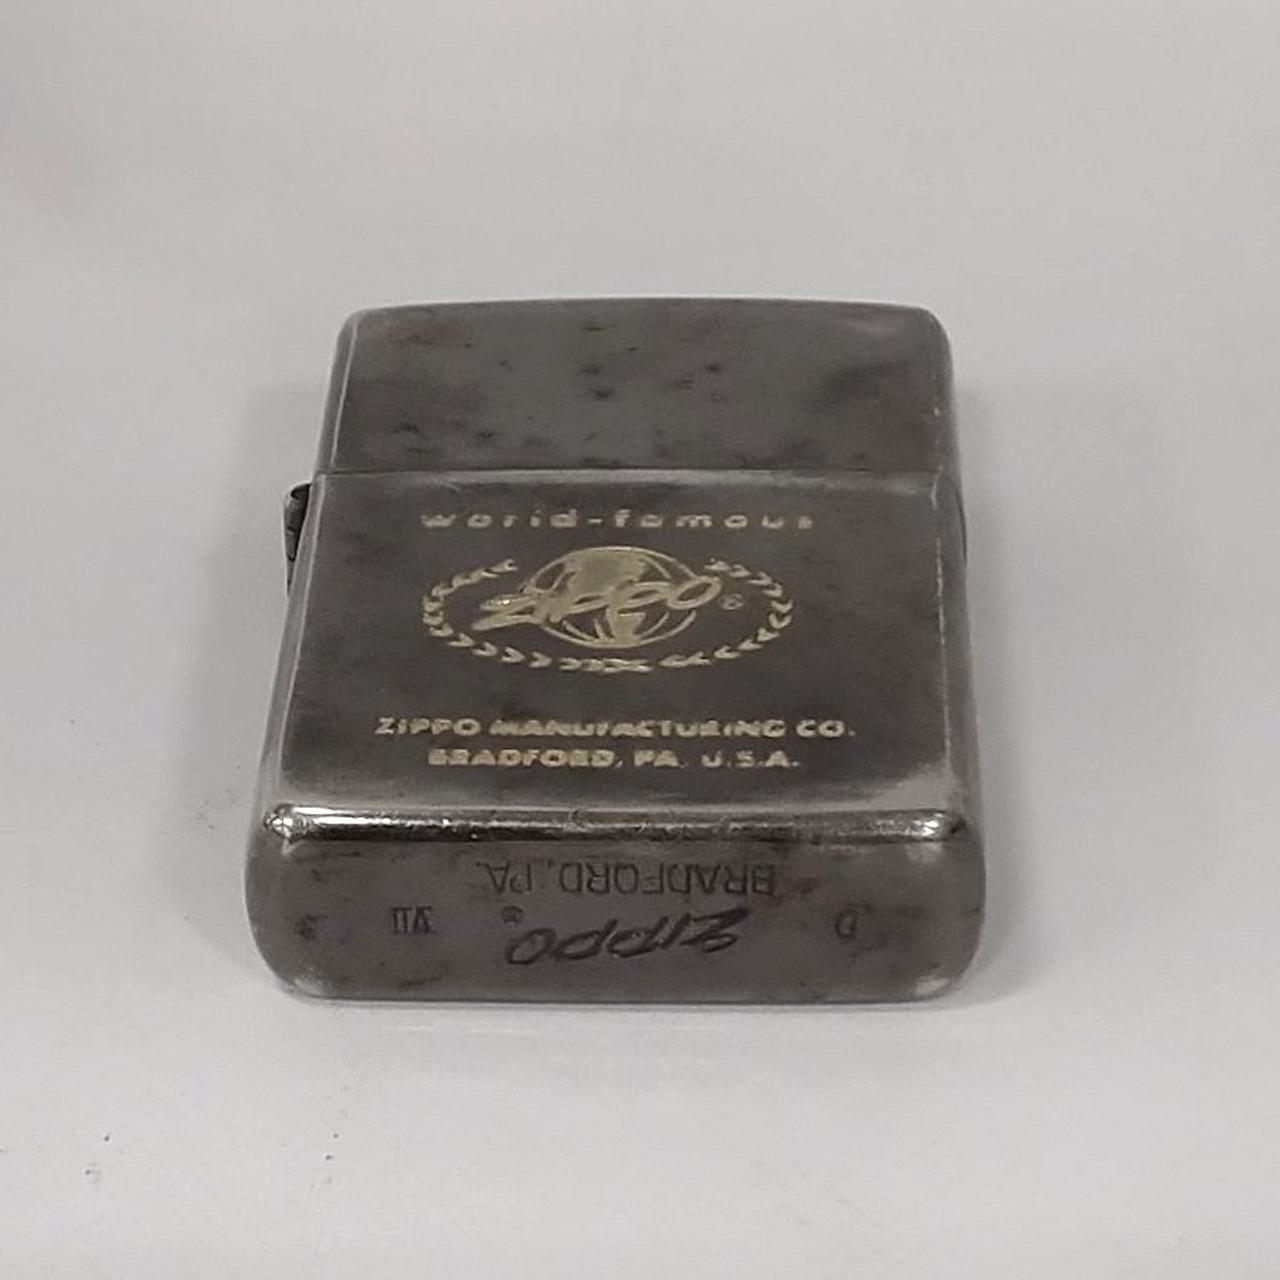 world-famous
ZIPPO ®
ZIPPO MANUFACTURING CO.
BRADFORD, PA. U.S.A.
D ZIPPO ® VII
BRADFORD, PA.